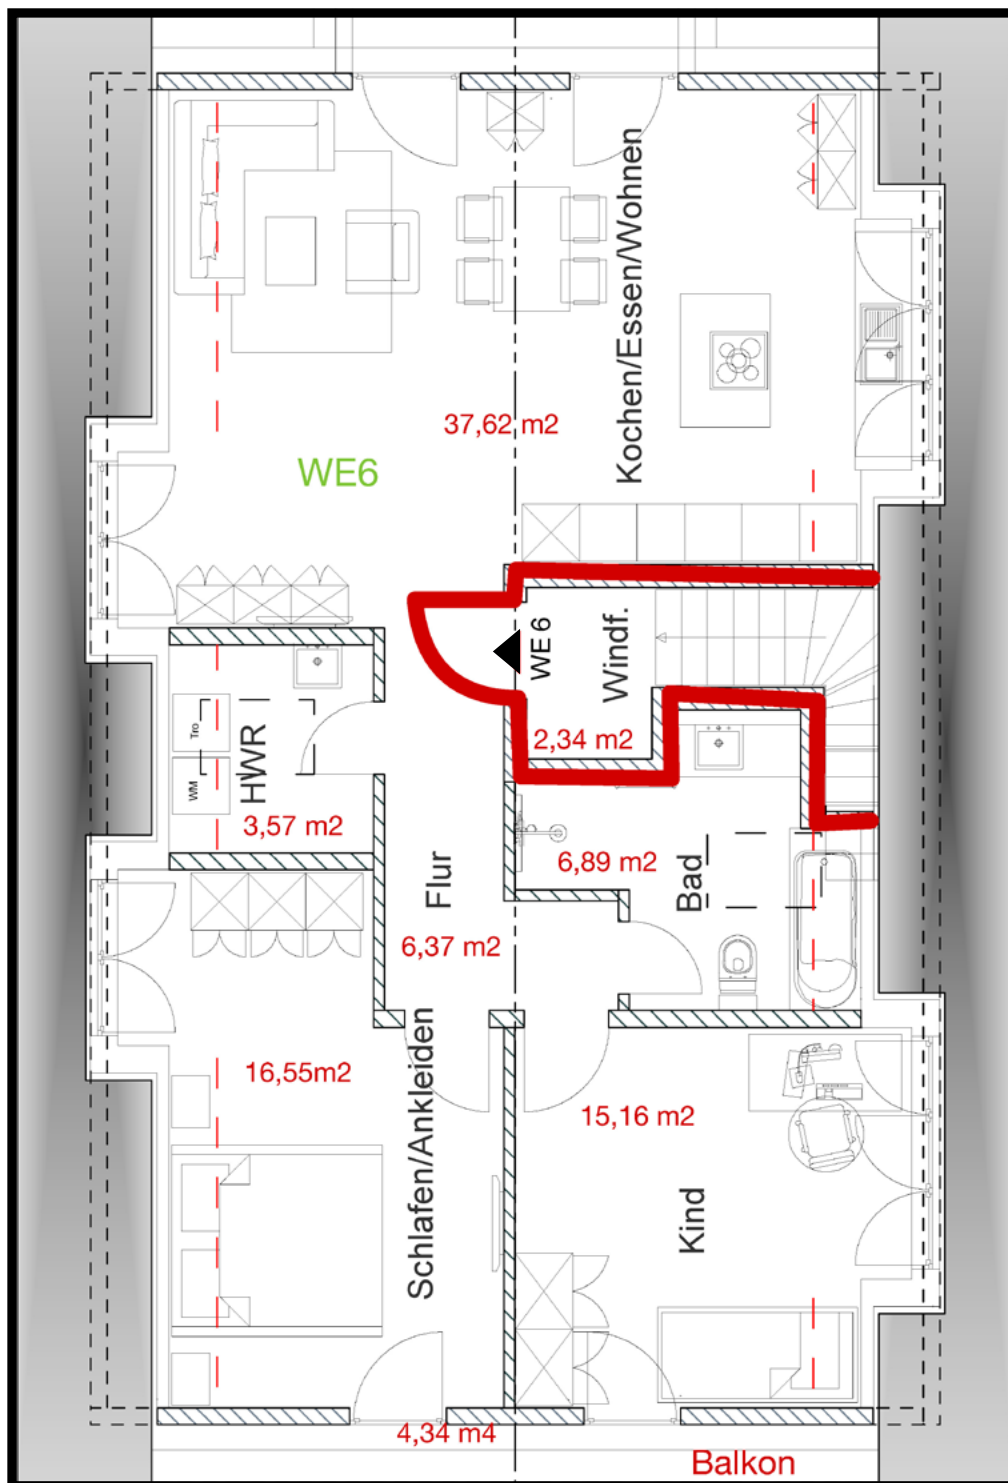 Kochen/Essen/Wohnen
37,62 m2
WE6
WE 6
Windf.
2,34 m2
Tro
WM
HWR
3,57 m2
Flur
6,37 m2
6,89 m2
Bad
16,55m2
Schlafen/Ankleiden
15,16 m2
Kind
4,34 m4
Balkon